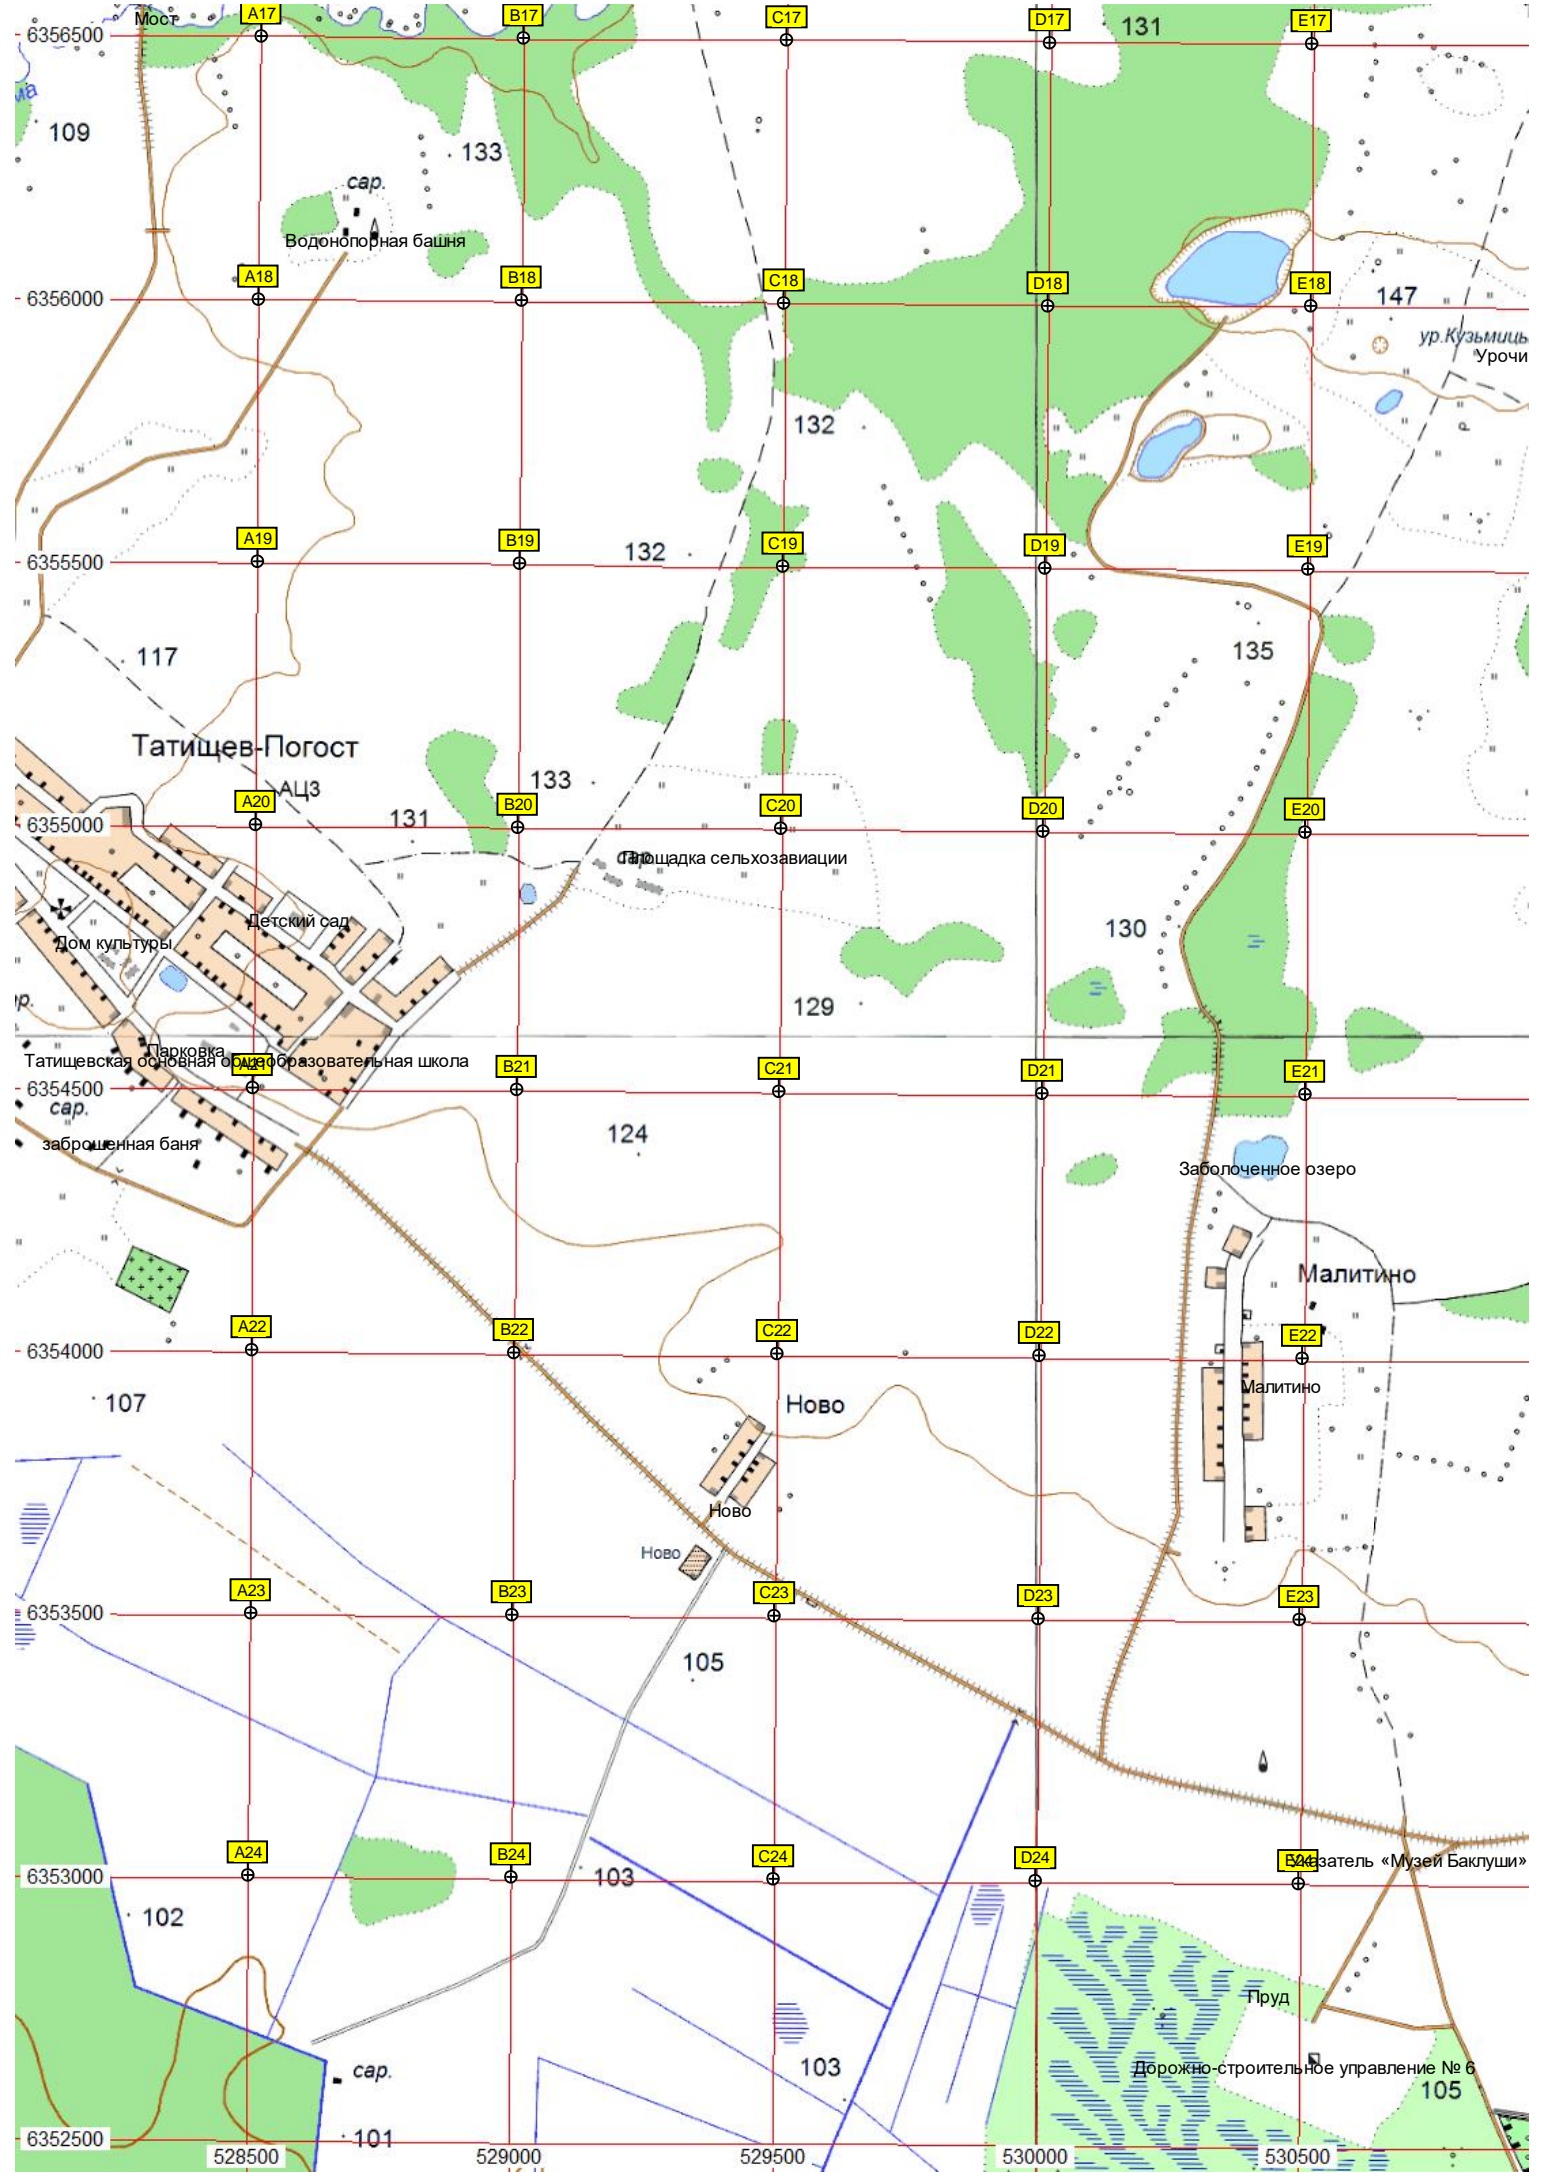 Мост
A17
B17
C17
D17
131
E17
6356500
ма
109
133
сар.
Водонопорная башня
A18
B18
C18
D18
E18
147
6356000
ур.Кузьмицы
Урочи
132
A19
B19
132
C19
D19
E19
6355500
117
135
Татищев-Погост
АЦЗ
133
A20
131
B20
C20
D20
E20
6355000
сар.
Площадка сельхозавиации
Детский сад
130
Дом культуры
129
р.
Парковка
Татищевская основная общеобразовательная школа
A21
B21
C21
D21
E21
6354500
сар.
124
заброшенная баня
Заболоченное озеро
Малитино
A22
B22
C22
D22
E22
6354000
Малитино
107
Ново
Ново
Ново
A23
B23
C23
D23
E23
6353500
105
A24
B24
C24
D24
E24
Указатель «Музей Баклуши»
6353000
103
102
Пруд
сар.
103
Дорожно-строительное управление № 6
105
101
6352500
528500
529000
529500
530000
530500